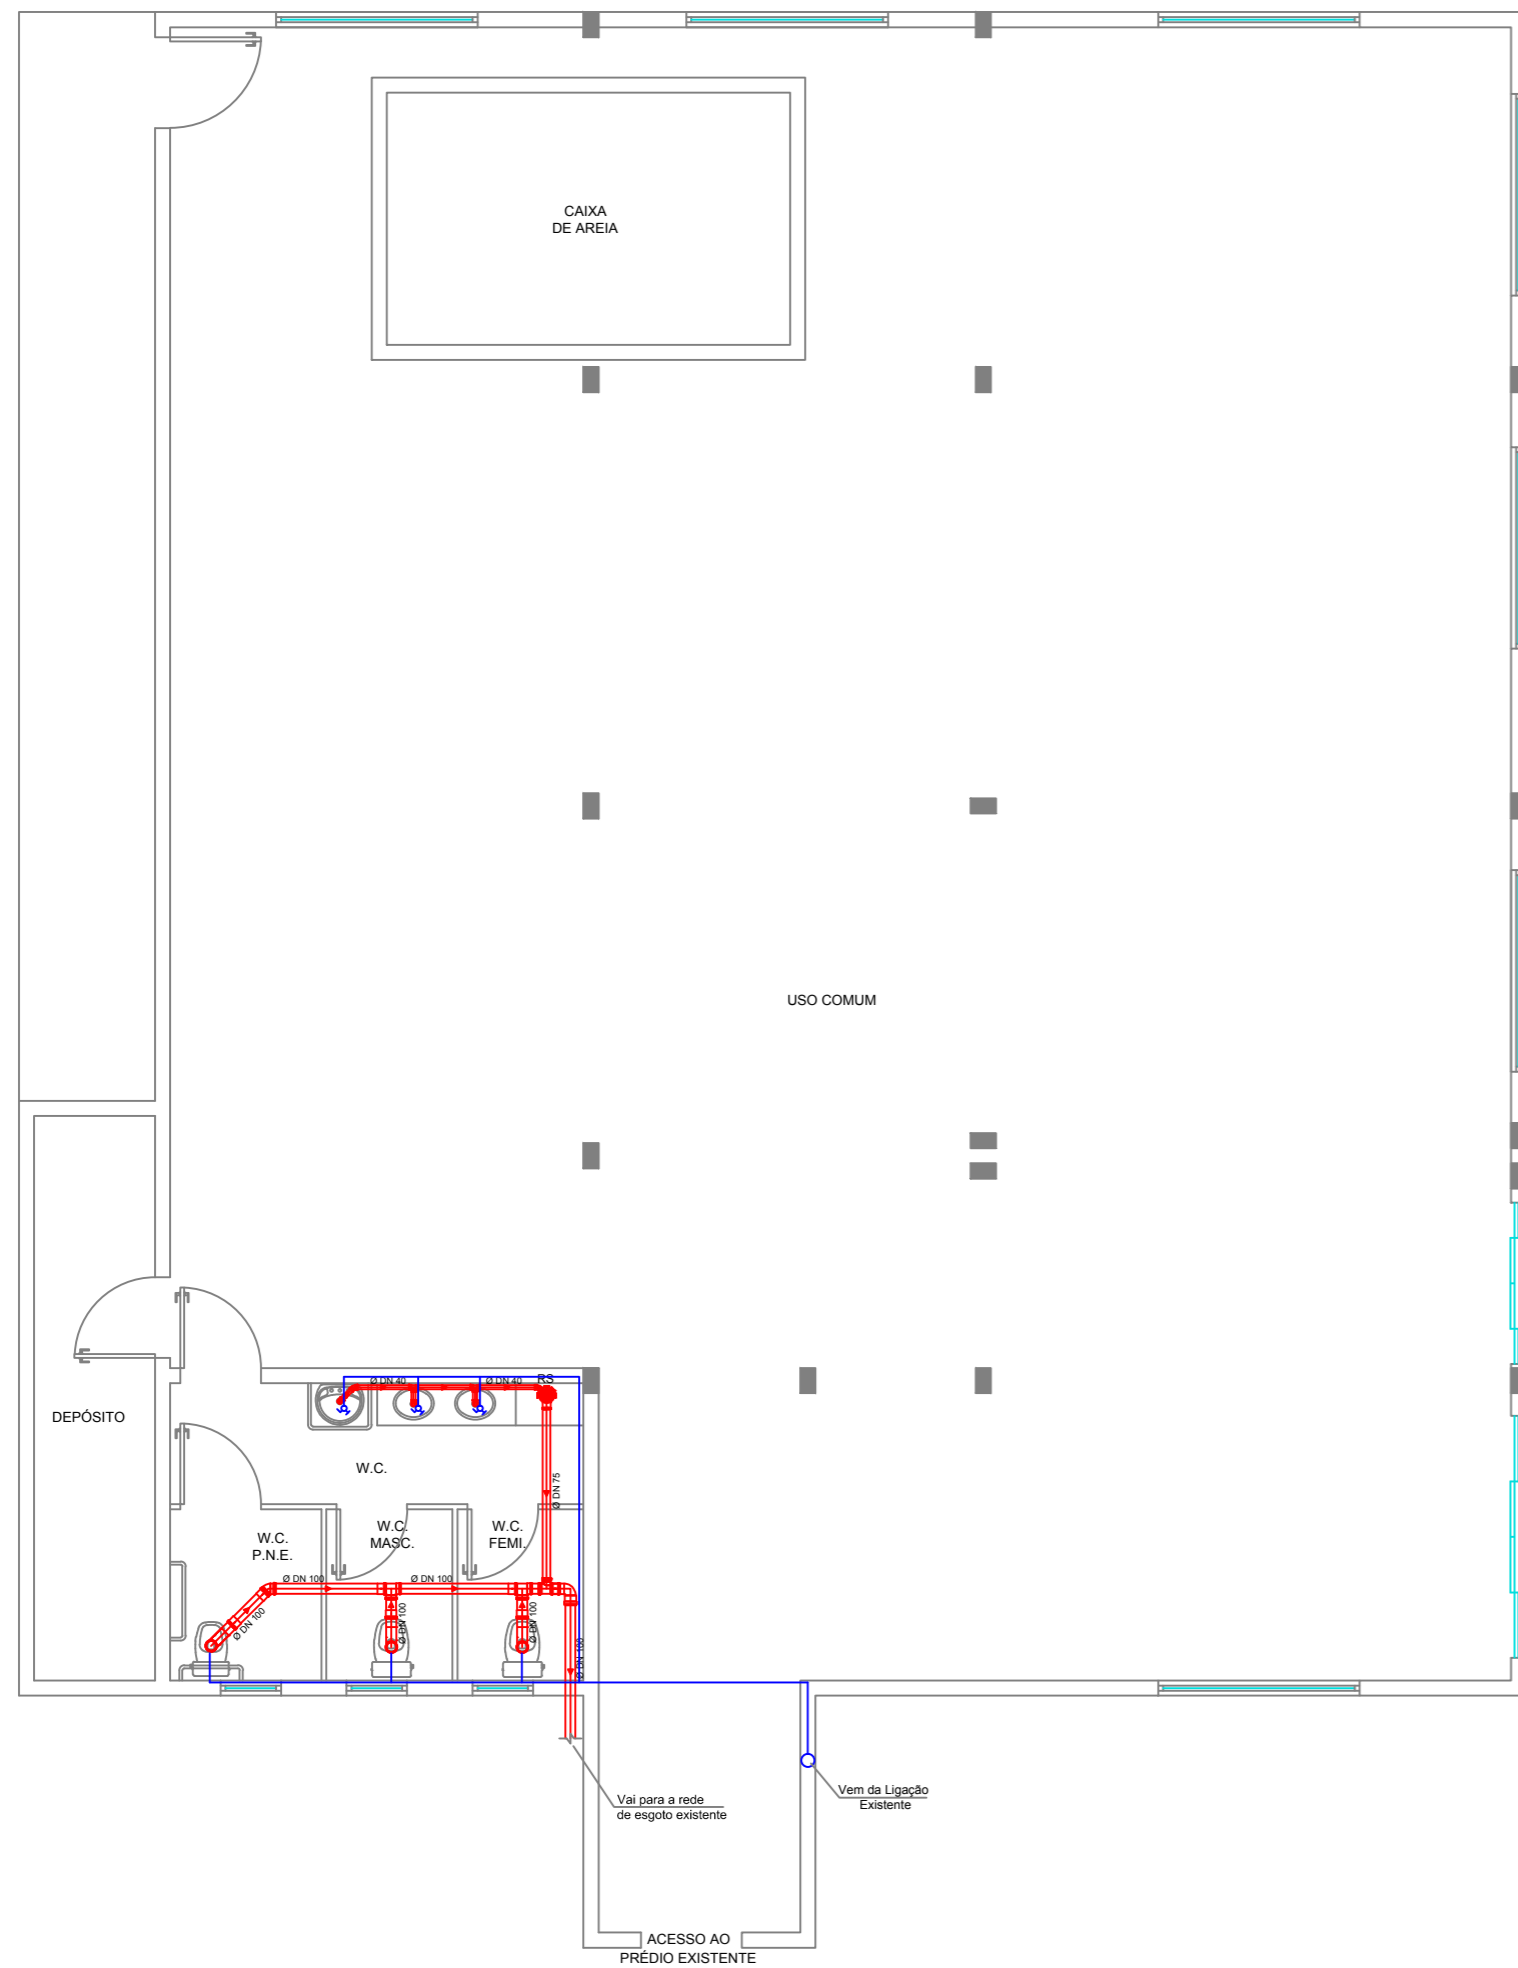 CAIXA
DE AREIA
USO COMUM
DEPÓSITO
Ø DN 40
Ø DN 40
RS
W.C.
Ø DN 75
W.C.
P.N.E.
W.C.
MASC.
W.C.
FEMI.
Ø DN 100
Ø DN 100
Ø DN 100
Ø DN 100
Ø DN 100
Ø DN 100
Vai para a rede
de esgoto existente
Vem da Ligação
Existente
ACESSO AO
PRÉDIO EXISTENTE